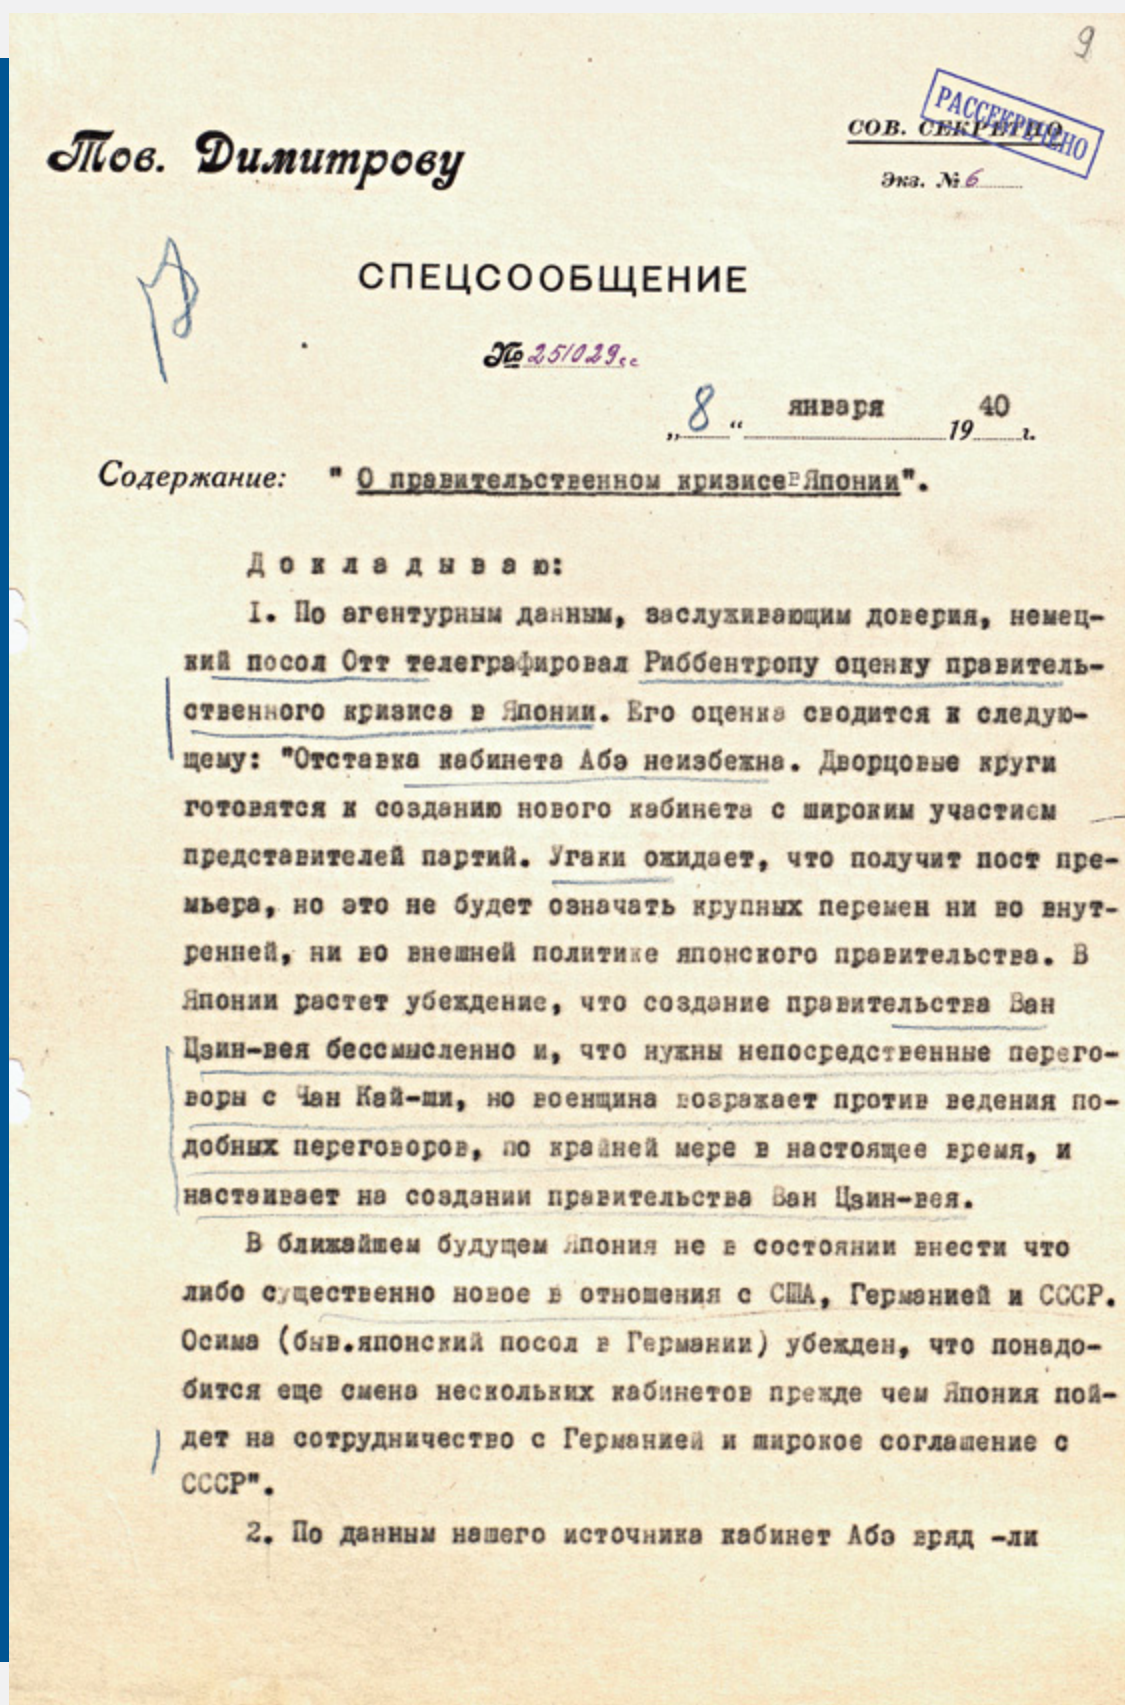 9
РАССЕКРЕЧЕНО
СОВ. СЕКРЕТНО
Тов. Димитрову
Экз. № 6
СПЕЦСООБЩЕНИЕ
№ 251029сс
„8“ января 1940 г.
Содержание: "О правительственном кризисе в Японии".
Докладываю:
1. По агентурным данным, заслуживающим доверия, немец-
кий посол Отт телеграфировал Риббентропу оценку правитель-
ственного кризиса в Японии. Его оценка сводится к следую-
щему: "Отставка кабинета Абэ неизбежна. Дворцовые круги
готовятся к созданию нового кабинета с широким участием
представителей партий. Угаки ожидает, что получит пост пре-
мьера, но это не будет означать крупных перемен ни во внут-
ренней, ни во внешней политике японского правительства. В
Японии растет убеждение, что создание правительства Ван
Цзин-вея бессмысленно и, что нужны непосредственные перего-
воры с Чан Кай-ши, но военщина возражает против ведения по-
добных переговоров, по крайней мере в настоящее время, и
настаивает на создании правительства Ван Цзин-вея.
В ближайшем будущем Япония не в состоянии внести что
либо существенно новое в отношения с США, Германией и СССР.
Осима (быв.японский посол в Германии) убежден, что понадо-
бится еще смена нескольких кабинетов прежде чем Япония пой-
дет на сотрудничество с Германией и широкое соглашение с
СССР".
2. По данным нашего источника кабинет Абэ вряд -ли